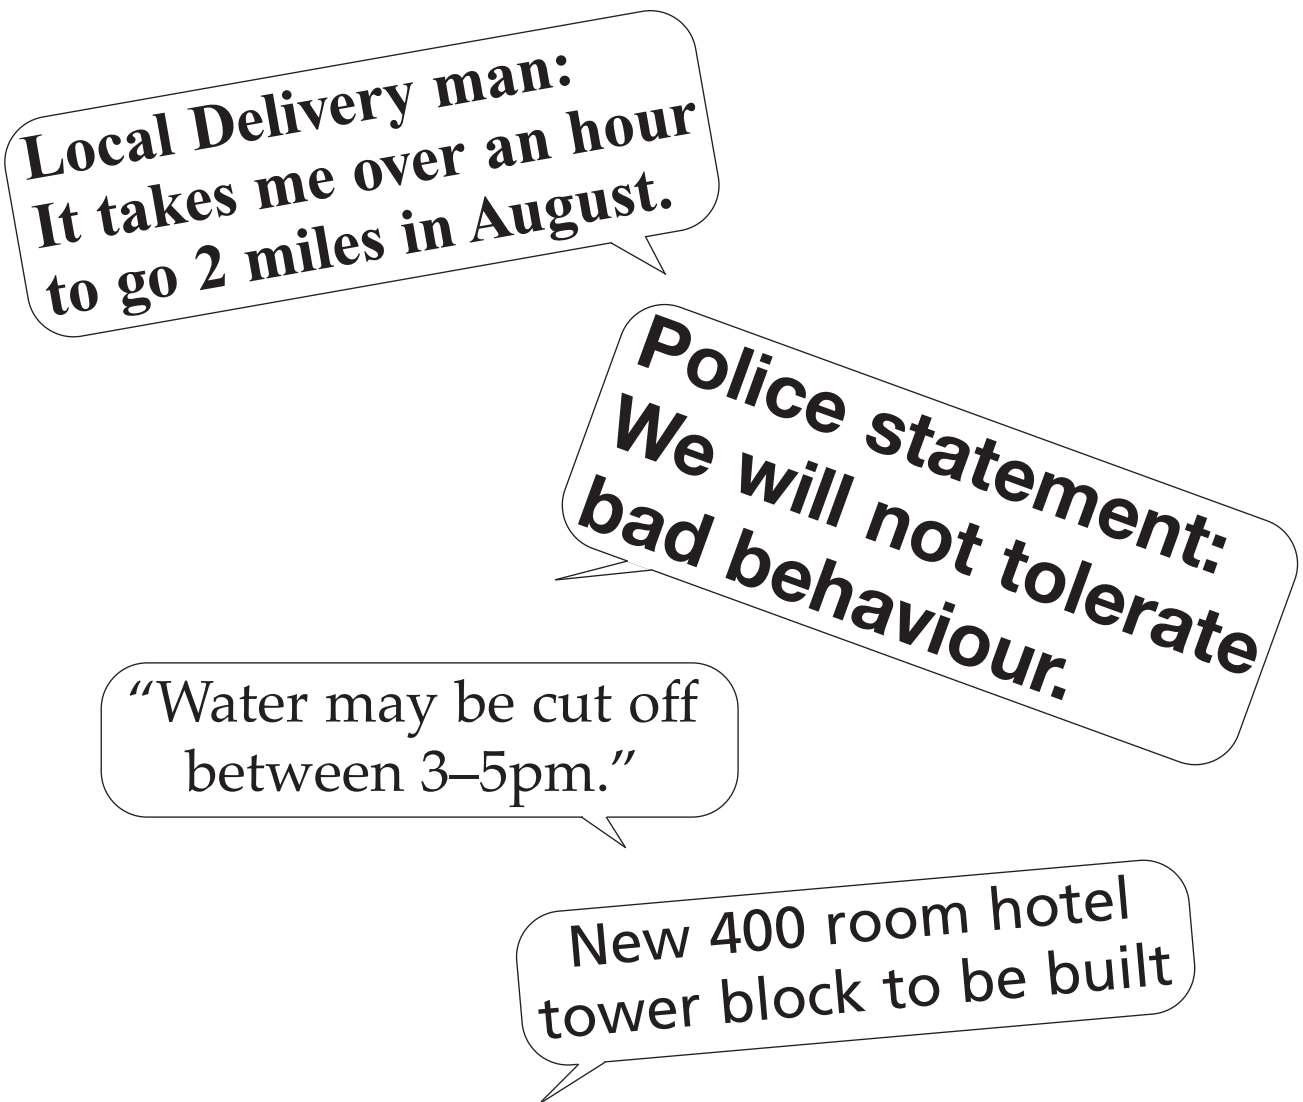 Local Delivery man:
It takes me over an hour
to go 2 miles in August.
Police statement:
We will not tolerate
bad behaviour.
“Water may be cut off
between 3–5pm.”
New 400 room hotel
tower block to be built